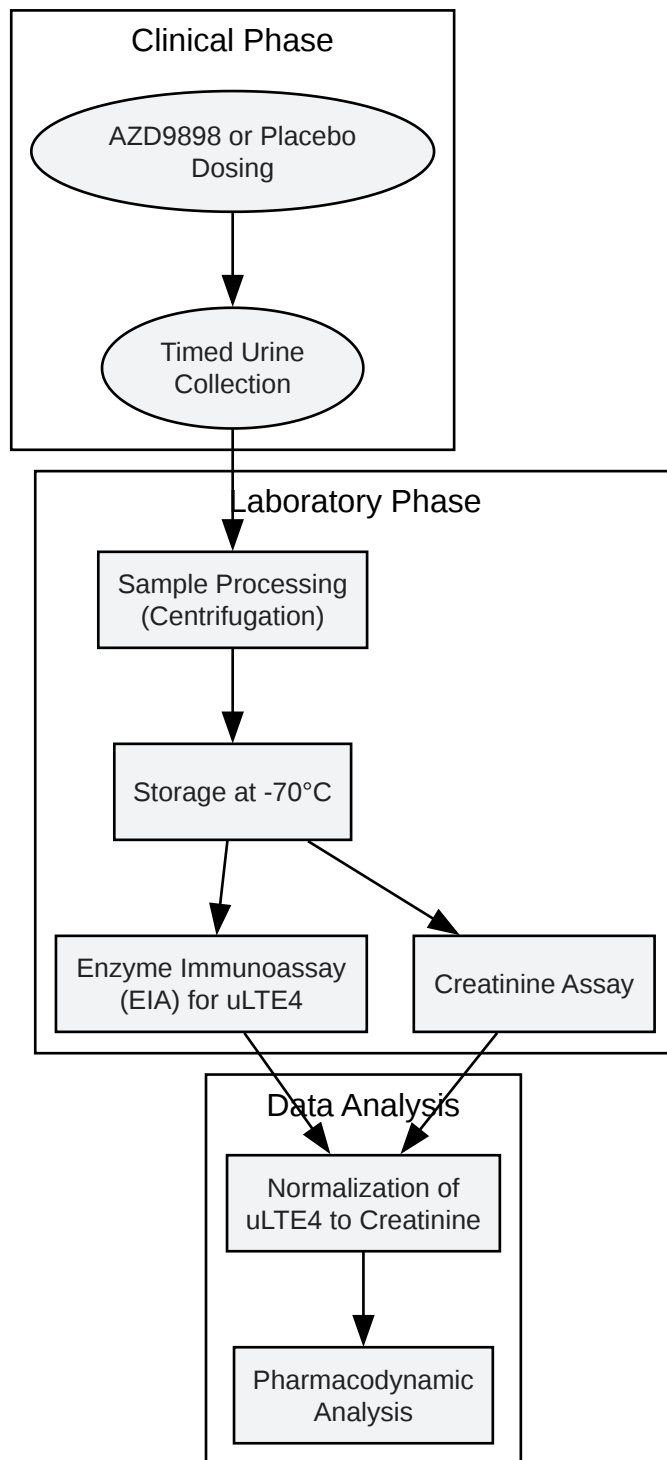 Clinical Phase
AZD9898 or Placebo
Dosing
Timed Urine
Collection
Laboratory Phase
Sample Processing
(Centrifugation)
Storage at -70°C
Enzyme Immunoassay
(EIA) for uLTE4
Creatinine Assay
Data Analysis
Normalization of
uLTE4 to Creatinine
Pharmacodynamic
Analysis